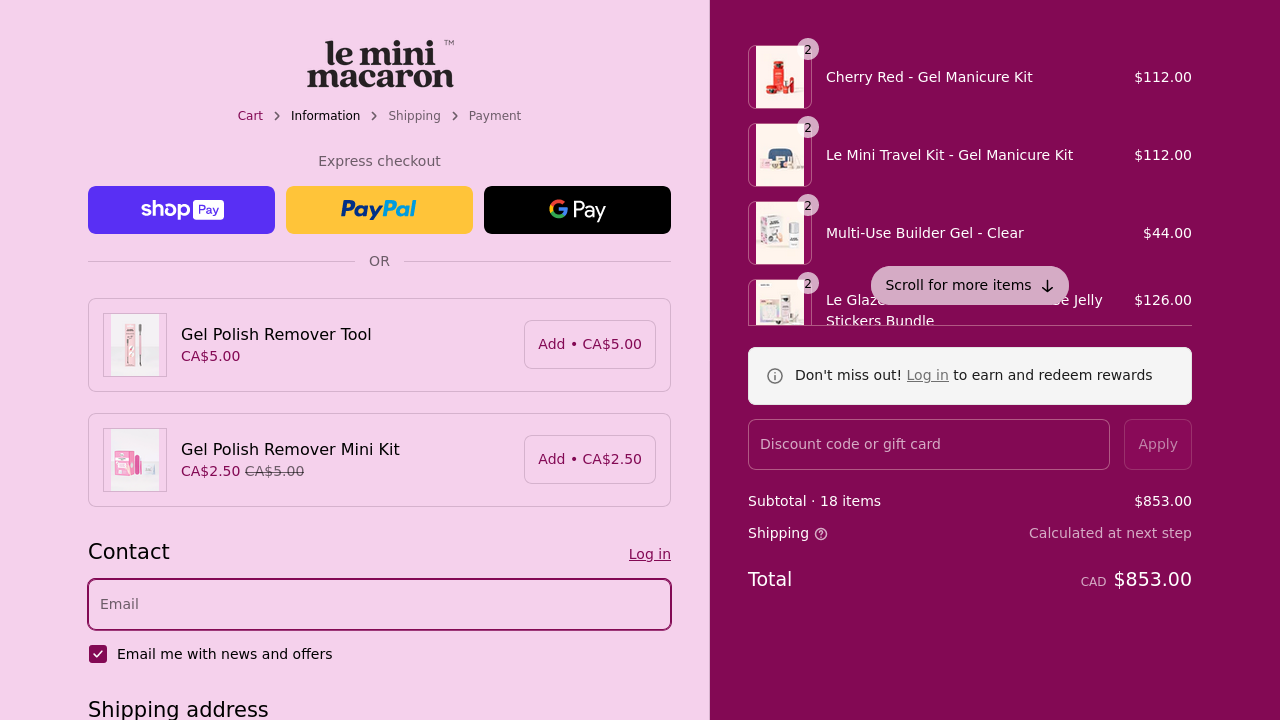 le mini
macaron
™
Cart
Information
Shipping
Payment
Express checkout
shop Pay
PayPal
G Pay
OR
Gel Polish Remover Tool
CA$5.00
Add • CA$5.00
Gel Polish Remover Mini Kit
CA$2.50 CA$5.00
Add • CA$2.50
Contact
Log in
Email
Email me with news and offers
Shipping address
2
Cherry Red - Gel Manicure Kit
$112.00
2
Le Mini Travel Kit - Gel Manicure Kit
$112.00
2
Multi-Use Builder Gel - Clear
$44.00
Scroll for more items
2
Le Glaz
Jelly
$126.00
Stickers Bundle
Don't miss out! Log in to earn and redeem rewards
Discount code or gift card
Apply
Subtotal · 18 items
$853.00
Shipping
Calculated at next step
Total
CAD $853.00